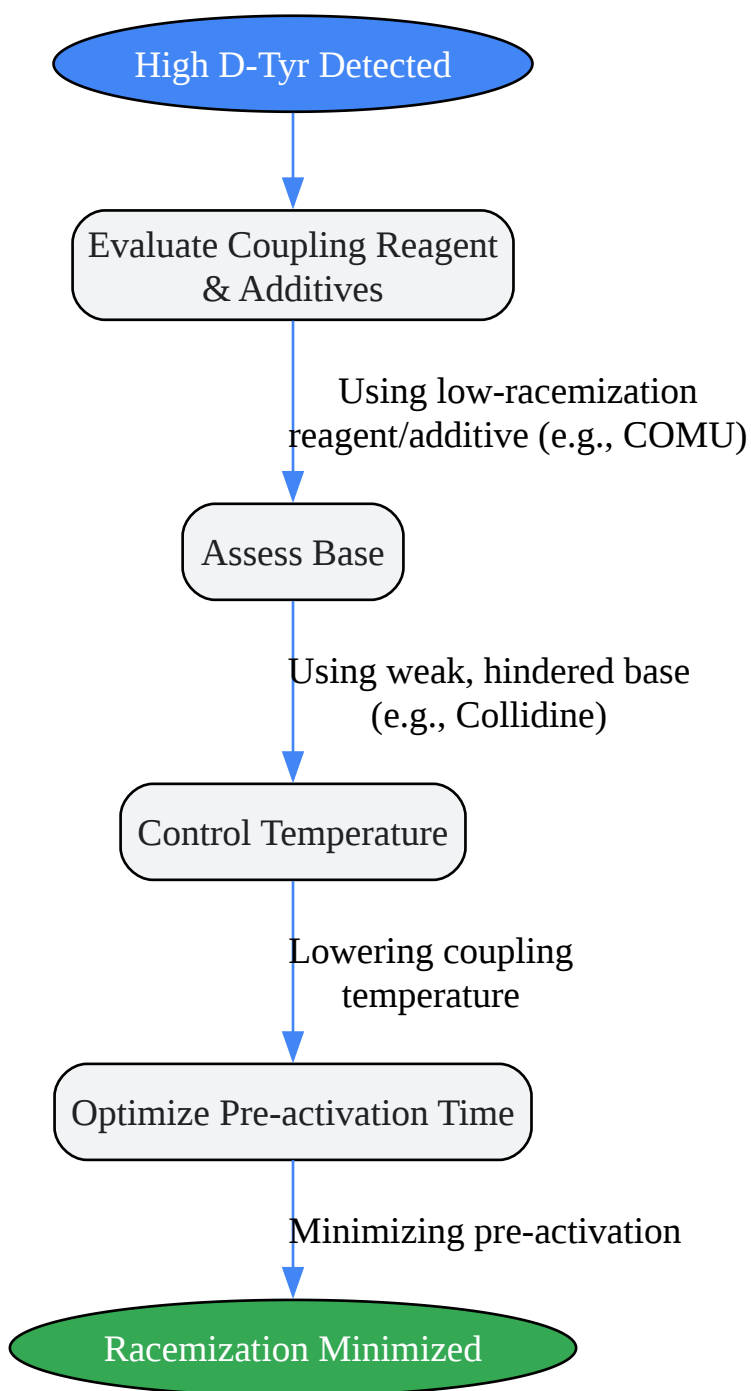 High D-Tyr Detected
Evaluate Coupling Reagent
& Additives
Using low-racemization
reagent/additive (e.g., COMU)
Assess Base
Using weak, hindered base
(e.g., Collidine)
Control Temperature
Lowering coupling
temperature
Optimize Pre-activation Time
Minimizing pre-activation
Racemization Minimized